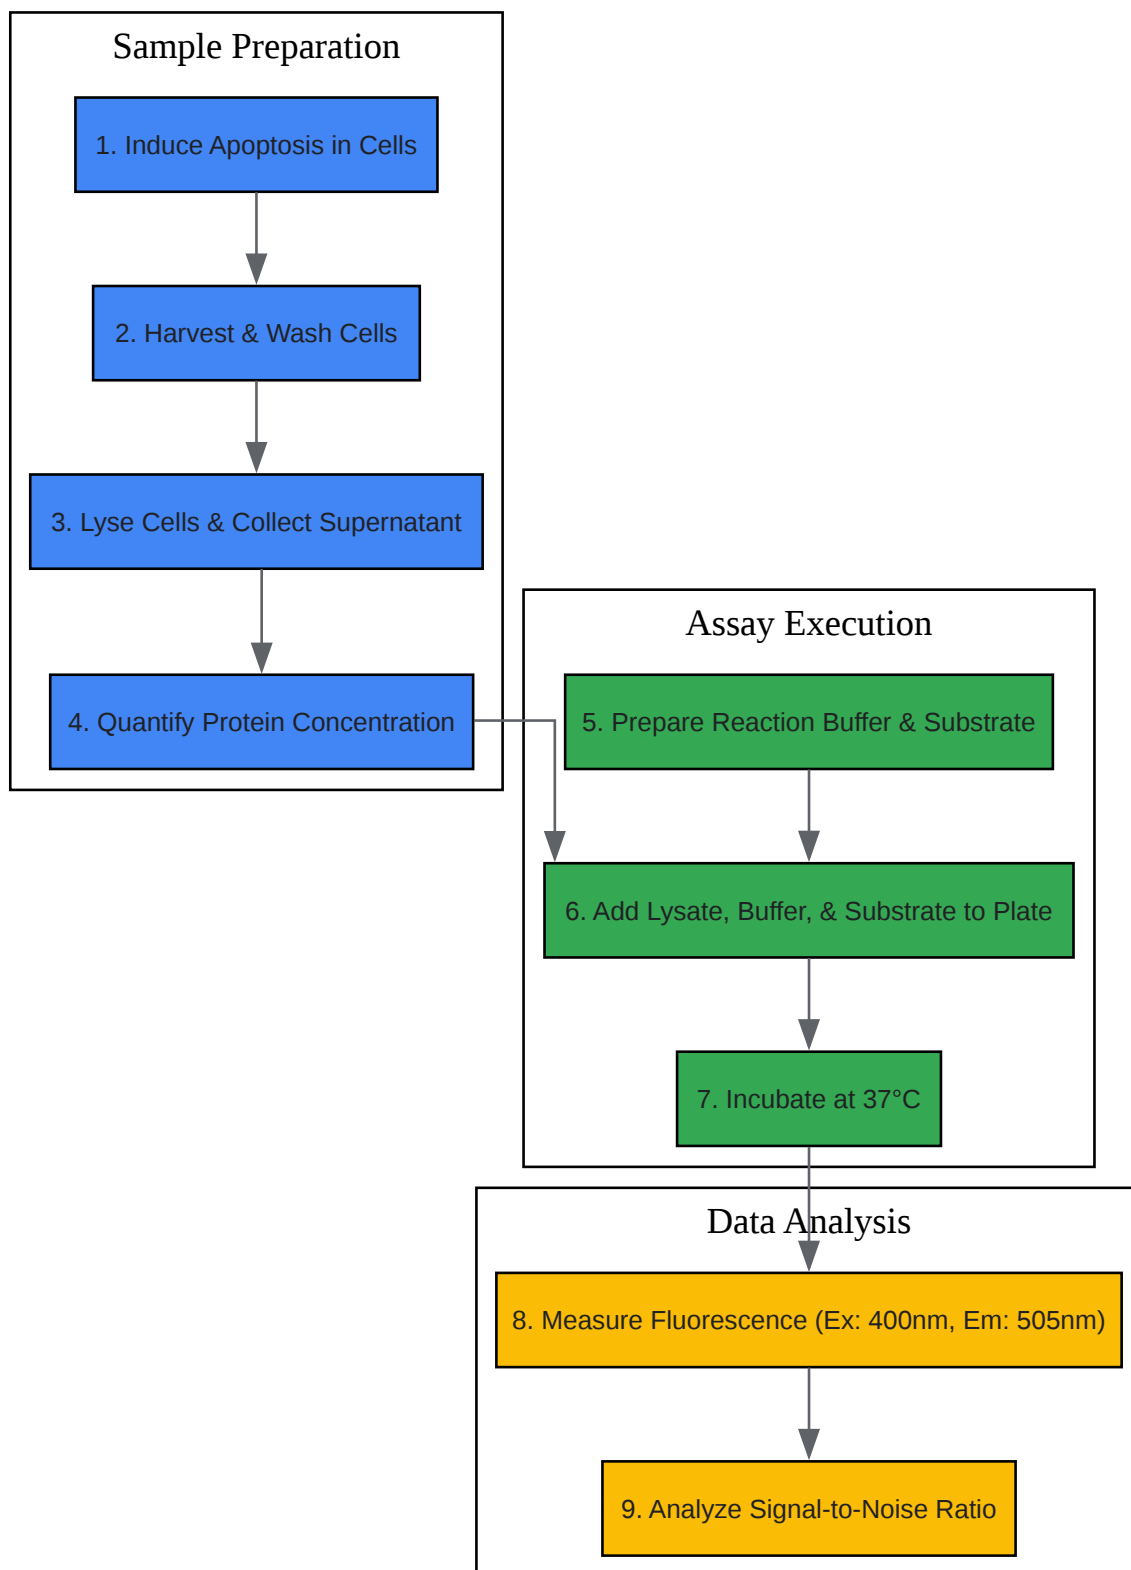 Sample Preparation
1. Induce Apoptosis in Cells
2. Harvest & Wash Cells
3. Lyse Cells & Collect Supernatant
4. Quantify Protein Concentration
Assay Execution
5. Prepare Reaction Buffer & Substrate
6. Add Lysate, Buffer, & Substrate to Plate
7. Incubate at 37°C
Data Analysis
8. Measure Fluorescence (Ex: 400nm, Em: 505nm)
9. Analyze Signal-to-Noise Ratio